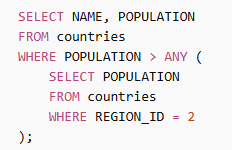 SELECT NAME, POPULATION
FROM countries
WHERE POPULATION > ANY (
    SELECT POPULATION
    FROM countries
    WHERE REGION_ID = 2
);